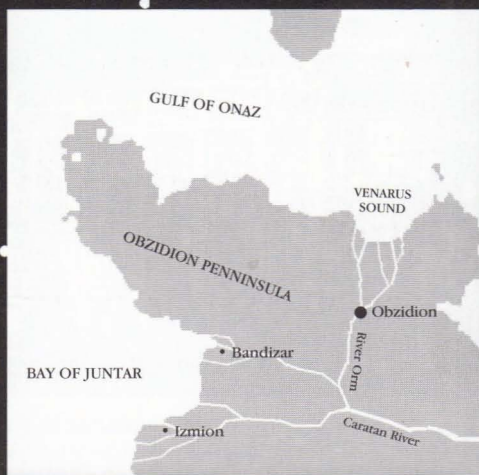 GULF OF ONAZ
VENARUS
SOUND
OBZIDION PENNINSULA
Obzidion
Bandizar
River Orm
BAY OF JUNTAR
Izmion
Caratan River